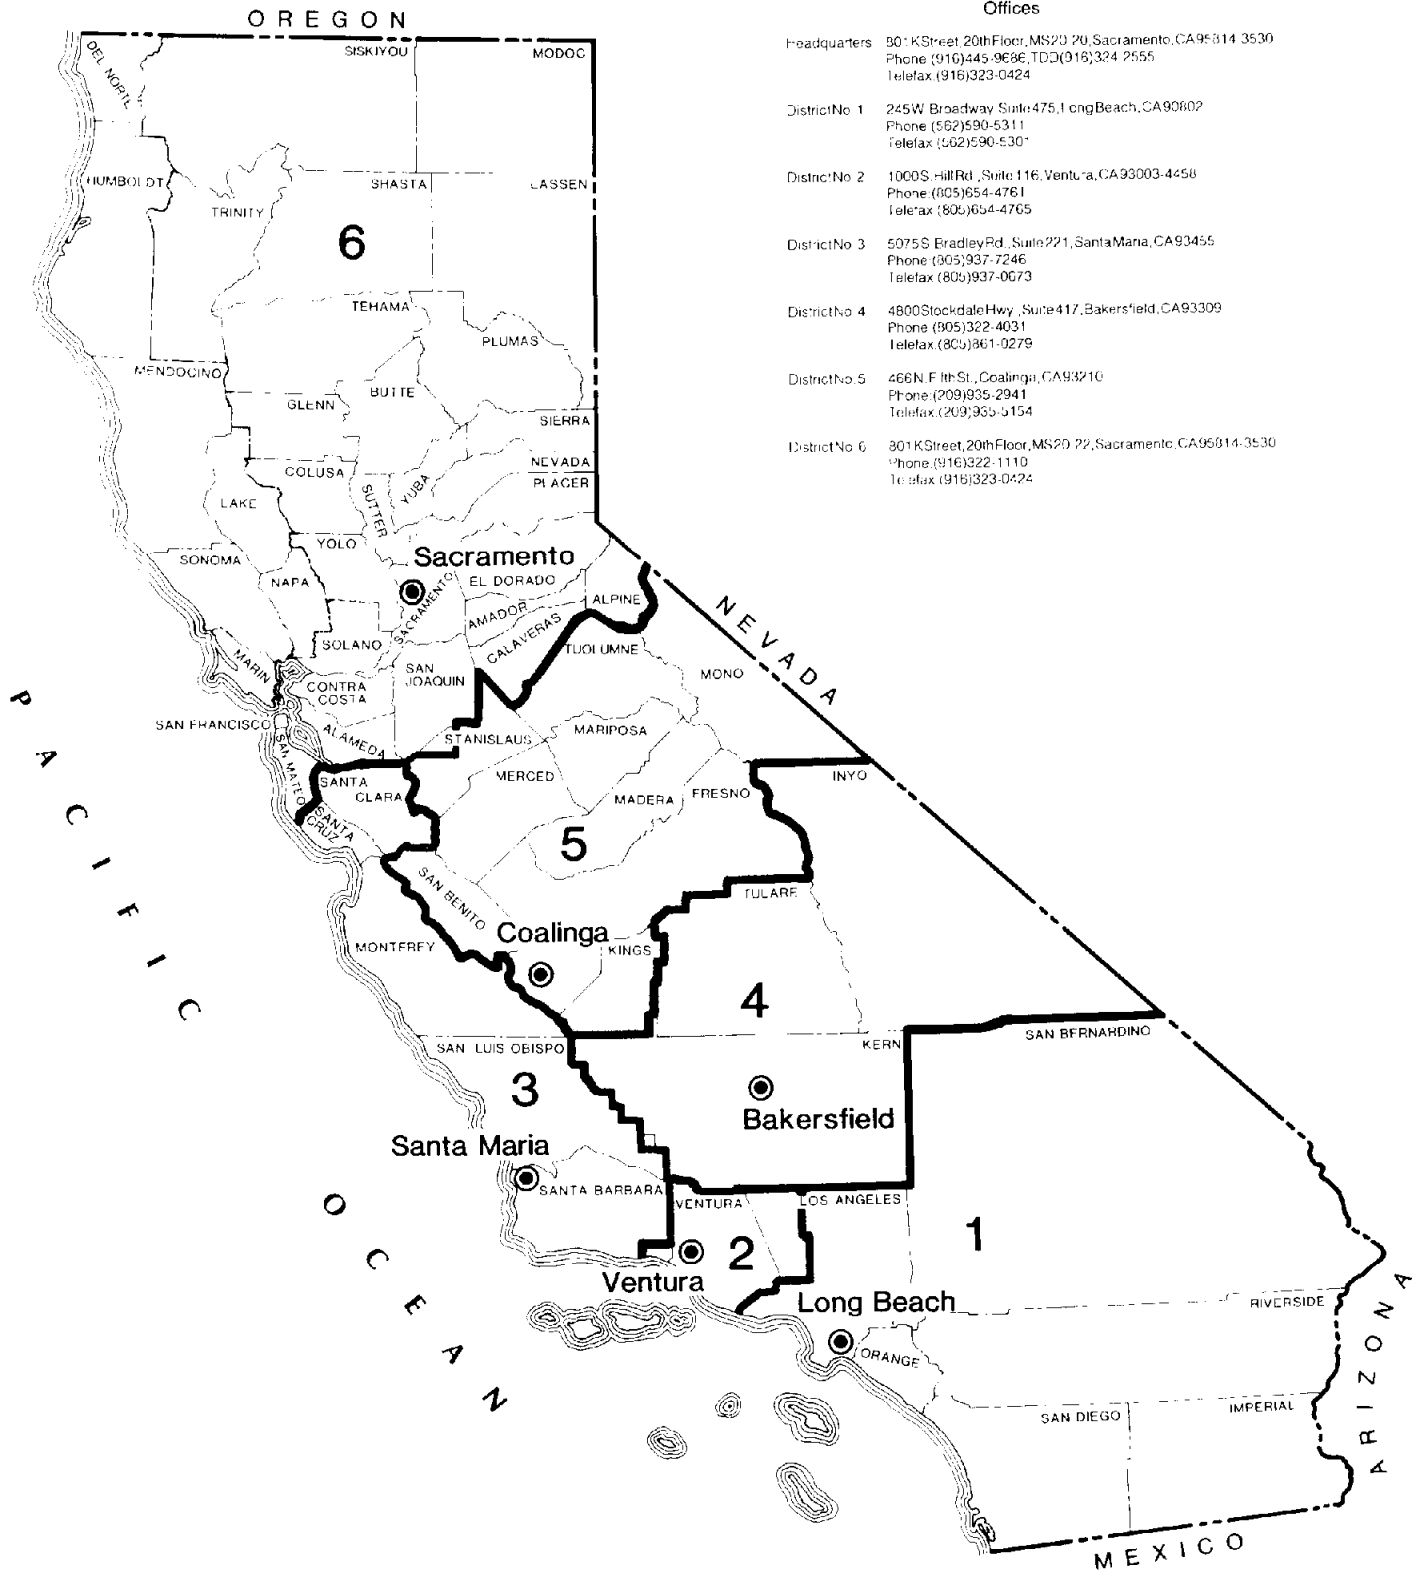 OREGON
Offices
Headquarters 801 K Street, 20th Floor, MS 20-20, Sacramento, CA 95814-3530
Phone (916)445-9686, TDD(916)324-2555
Telefax (916)323-0424
District No. 1 245 W. Broadway Suite 475, Long Beach, CA 90802
Phone (562)590-5311
Telefax (562)590-5301
District No. 2 1000 S. Hill Rd., Suite 116, Ventura, CA 93003-4458
Phone (805)654-4761
Telefax (805)654-4765
District No. 3 5075 S. Bradley Rd., Suite 221, Santa Maria, CA 93455
Phone (805)937-7246
Telefax (805)937-0673
District No. 4 4800 Stockdale Hwy., Suite 417, Bakersfield, CA 93309
Phone (805)322-4031
Telefax (805)861-0279
District No. 5 466 N. Fifth St., Coalinga, CA 93210
Phone (209)935-2941
Telefax (209)935-5154
District No. 6 801 K Street, 20th Floor, MS 20-22, Sacramento, CA 95814-3530
Phone (916)322-1110
Telefax (916)323-0424
DEL NORTE
SISKIYOU
MODOC
HUMBOLDT
TRINITY
SHASTA
LASSEN
6
TEHAMA
PLUMAS
MENDOCINO
GLENN
BUTTE
SIERRA
COLUSA
NEVADA
PLACER
LAKE
SUTTER
YUBA
YOLO
SONOMA
NAPA
Sacramento
SACRAMENTO
EL DORADO
AMADOR
ALPINE
CALAVERAS
SOLANO
TUOLUMNE
NEVADA
MARIN
CONTRA
COSTA
SAN
JOAQUIN
MONO
SAN FRANCISCO
ALAMEDA
SAN MATEO
STANISLAUS
MARIPOSA
SANTA
CLARA
MERCED
MADERA
FRESNO
INYO
SANTA
CRUZ
5
SAN BENITO
TULARE
Coalinga
KINGS
MONTEREY
4
SAN LUIS OBISPO
KERN
SAN BERNARDINO
3
Bakersfield
Santa Maria
SANTA BARBARA
VENTURA
LOS ANGELES
1
2
Ventura
Long Beach
RIVERSIDE
ORANGE
SAN DIEGO
IMPERIAL
ARIZONA
MEXICO
PACIFIC
OCEAN